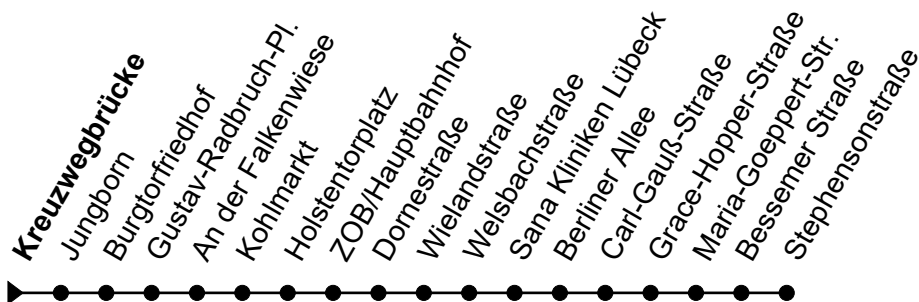 Kreuzwegbrücke
Jungborn
Burgtorfriedhof
Gustav-Radbruch-Pl.
An der Falkenwiese
Kohlmarkt
Holstentorplatz
ZOB/Hauptbahnhof
Dornestraße
Wielandstraße
Welsbachstraße
Sana Kliniken Lübeck
Berliner Allee
Carl-Gauß-Straße
Grace-Hopper-Straße
Maria-Goeppert-Str.
Bessemer Straße
Stephensonstraße